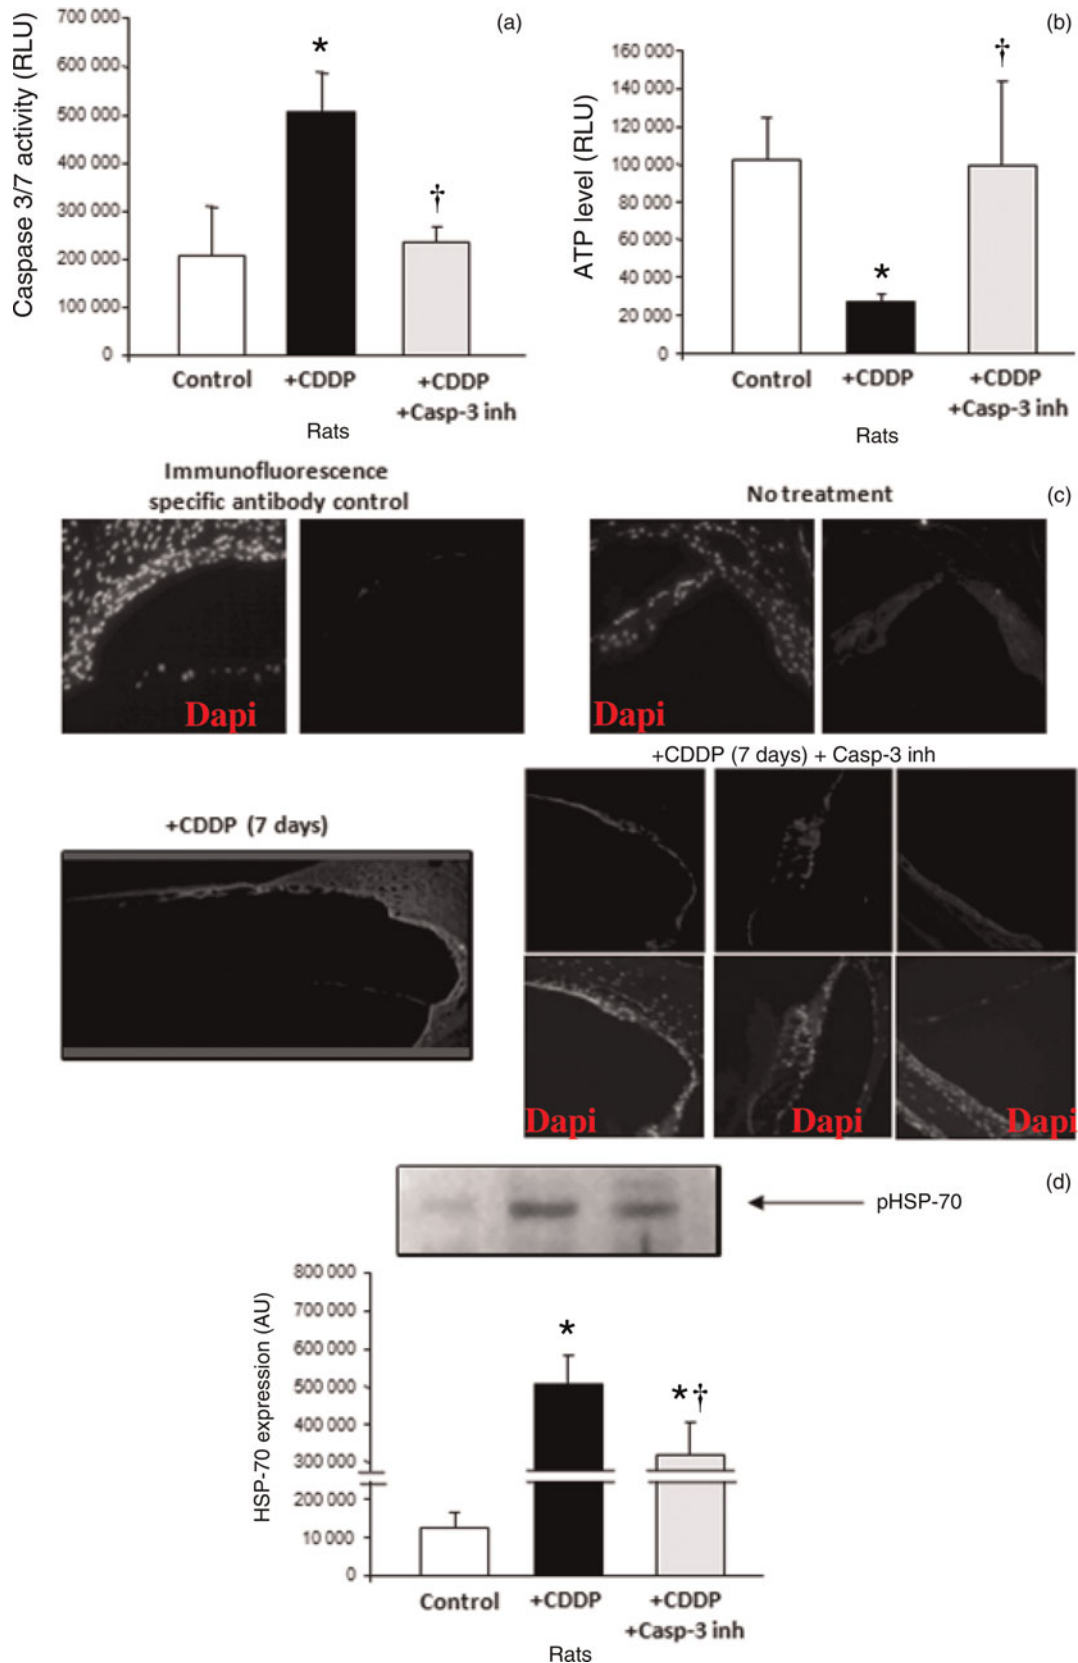 (a)
Caspase 3/7 activity (RLU)
700 000
600 000
500 000
400 000
300 000
200 000
100 000
0
*
†
Control
+CDDP
+CDDP
+Casp-3 inh
Rats
(b)
ATP level (RLU)
160 000
140 000
120 000
100 000
80 000
60 000
40 000
20 000
0
*
†
Control
+CDDP
+CDDP
+Casp-3 inh
Rats
(c)
Immunofluorescence
specific antibody control
Dapi
No treatment
Dapi
+CDDP (7 days)
+CDDP (7 days) + Casp-3 inh
Dapi
Dapi
Dapi
(d)
pHSP-70
HSP-70 expression (AU)
800 000
700 000
600 000
500 000
400 000
300 000
200 000
10 000
0
*
*†
Control
+CDDP
+CDDP
+Casp-3 inh
Rats